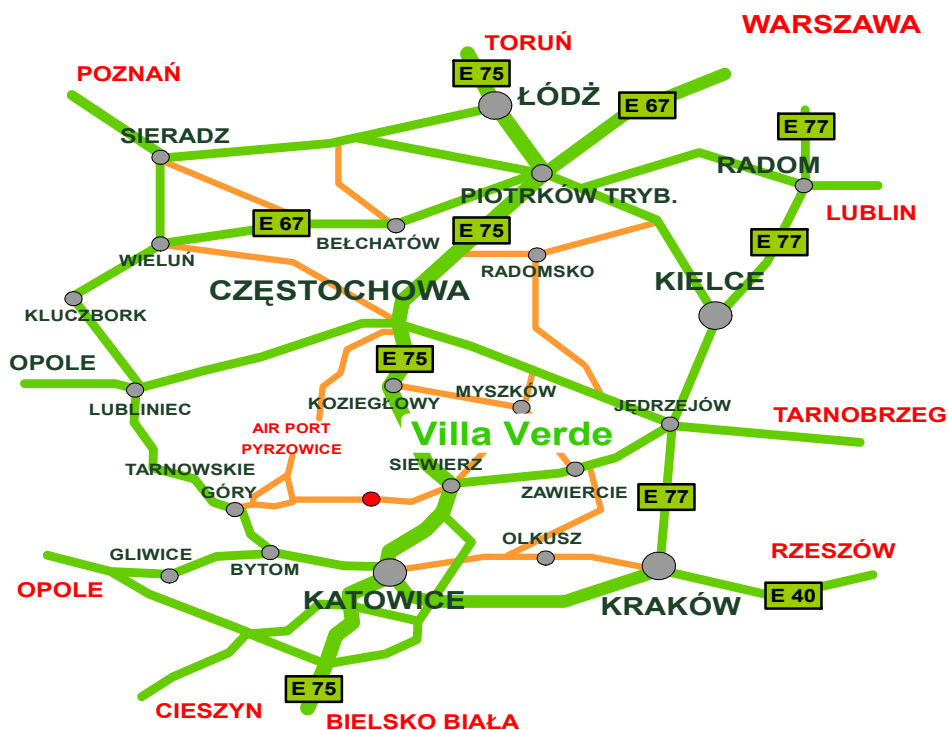 WARSZAWA
TORUŃ
POZNAŃ
E 75
ŁÓDŹ
E 67
E 77
SIERADZ
RADOM
PIOTRKÓW TRYB.
LUBLIN
E 67
E 75
E 77
BEŁCHATÓW
WIELUŃ
RADOMSKO
KIELCE
CZĘSTOCHOWA
KLUCZBORK
OPOLE
E 75
MYSZKÓW
KOZIEGŁOWY
JĘDRZEJÓW
LUBLINIEC
TARNOBRZEG
AIR PORT
PYRZOWICE
Villa Verde
SIEWIERZ
TARNOWSKIE
GÓRY
ZAWIERCIE
E 77
OLKUSZ
GLIWICE
RZESZÓW
BYTOM
OPOLE
KATOWICE
KRAKÓW
E 40
E 75
CIESZYN
BIELSKO BIAŁA